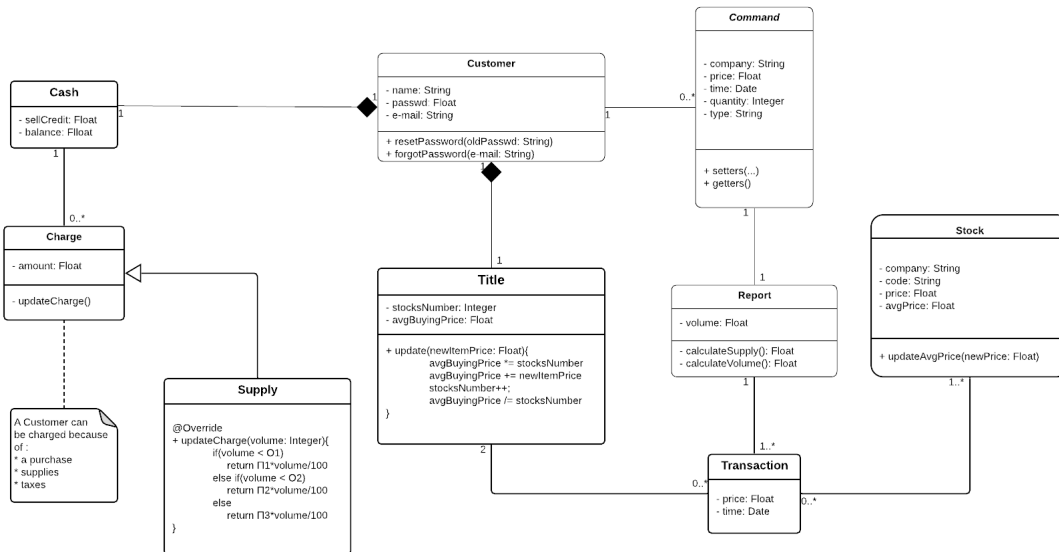 Command
- company: String
- price: Float
- time: Date
- quantity: Integer
- type: String
+ setters(...)
+ getters()
Customer
- name: String
- passwd: Float
- e-mail: String
+ resetPassword(oldPasswd: String)
+ forgotPassword(e-mail: String)
Cash
- sellCredit: Float
- balance: Flloat
1
1
1
0..*
1
1
0..*
1
1
1
1
Charge
- amount: Float
- updateCharge()
Title
- stocksNumber: Integer
- avgBuyingPrice: Float
+ update(newItemPrice: Float){
avgBuyingPrice *= stocksNumber
avgBuyingPrice += newItemPrice
stocksNumber++;
avgBuyingPrice /= stocksNumber
}
Report
- volume: Float
- calculateSupply(): Float
- calculateVolume(): Float
Stock
- company: String
- code: String
- price: Float
- avgPrice: Float
+ updateAvgPrice(newPrice: Float)
A Customer can
be charged because
of :
* a purchase
* supplies
* taxes
Supply
@Override
+ updateCharge(volume: Integer){
if(volume < O1)
return Π1*volume/100
else if(volume < O2)
return Π2*volume/100
else
return Π3*volume/100
}
1
1..*
2
1..*
0..*
0..*
Transaction
- price: Float
- time: Date